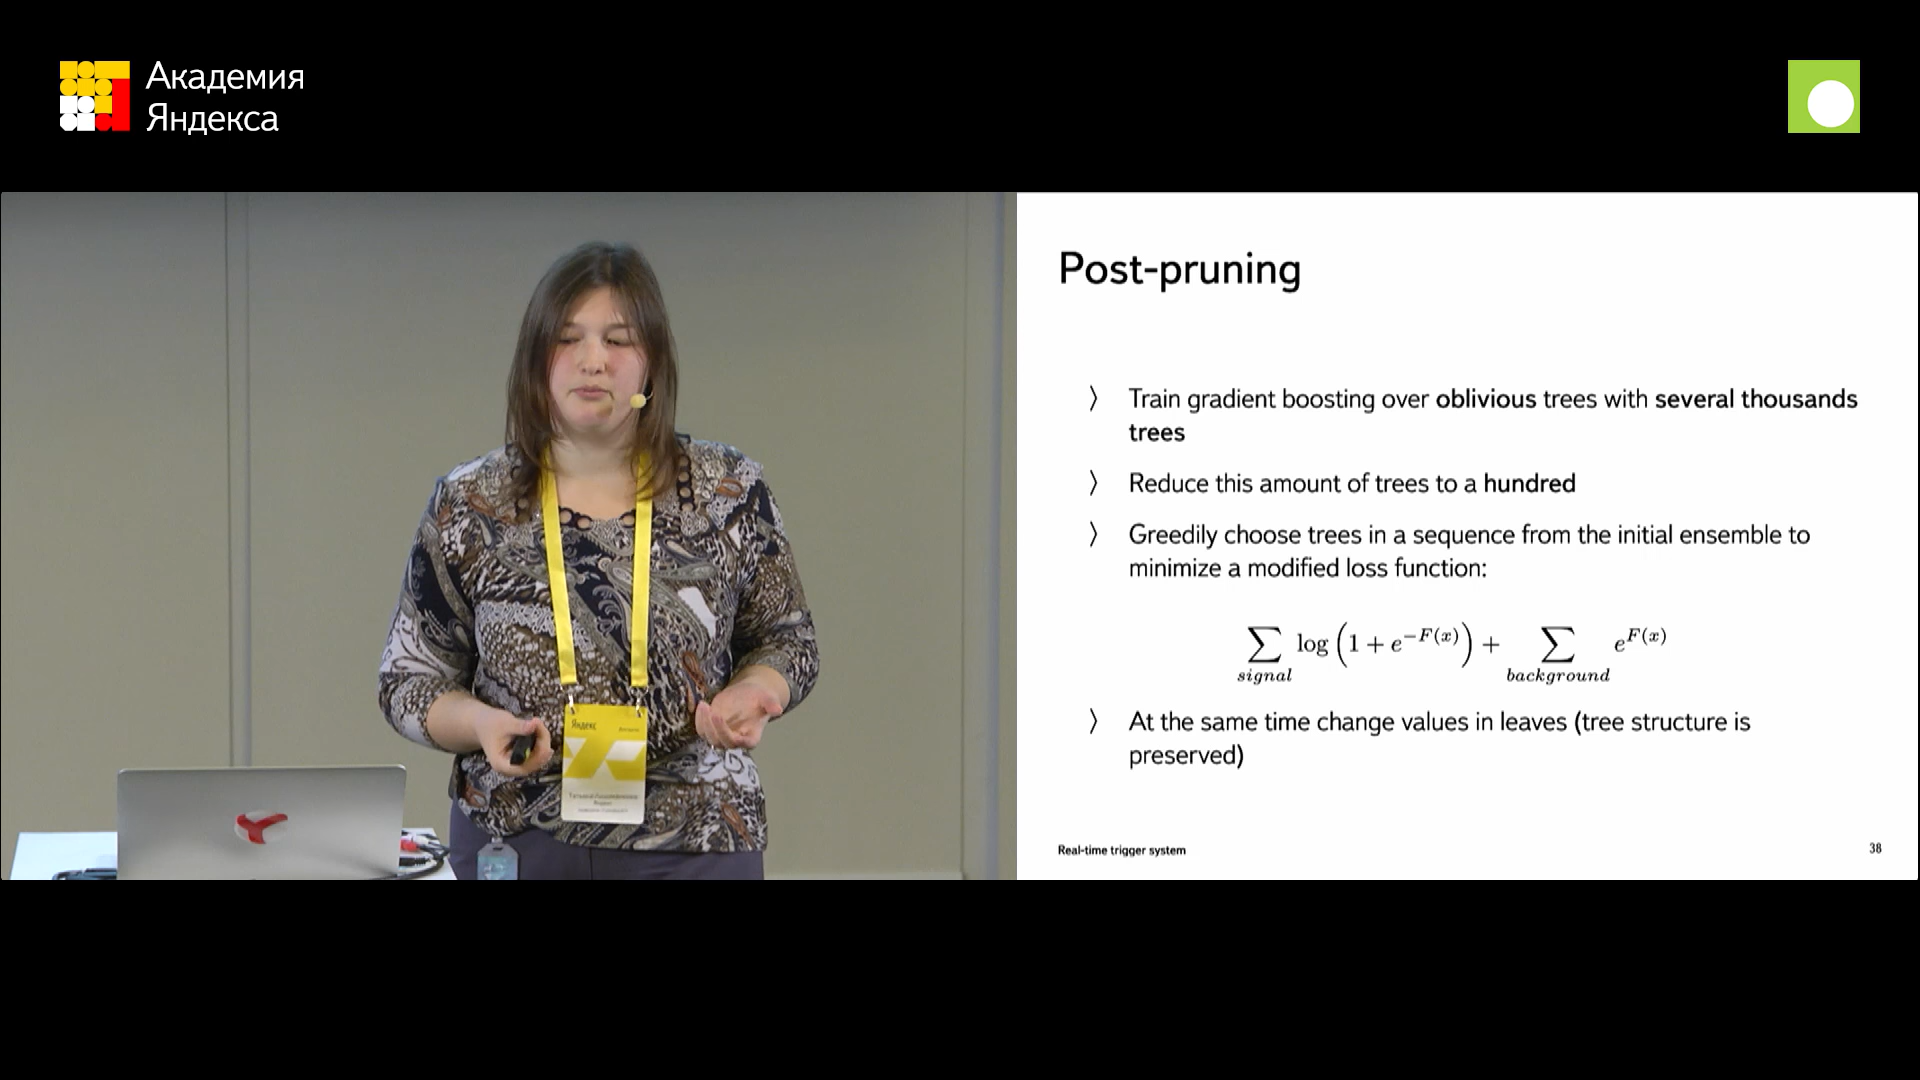 Академия
Яндекса
Post-pruning
〉 Train gradient boosting over oblivious trees with several thousands
trees
〉 Reduce this amount of trees to a hundred
〉 Greedily choose trees in a sequence from the initial ensemble to
minimize a modified loss function:
∑ log (1 + e^{−F(x)}) + ∑ e^{F(x)}
signal background
〉 At the same time change values in leaves (tree structure is
preserved)
Real-time trigger system 38
Яндекс